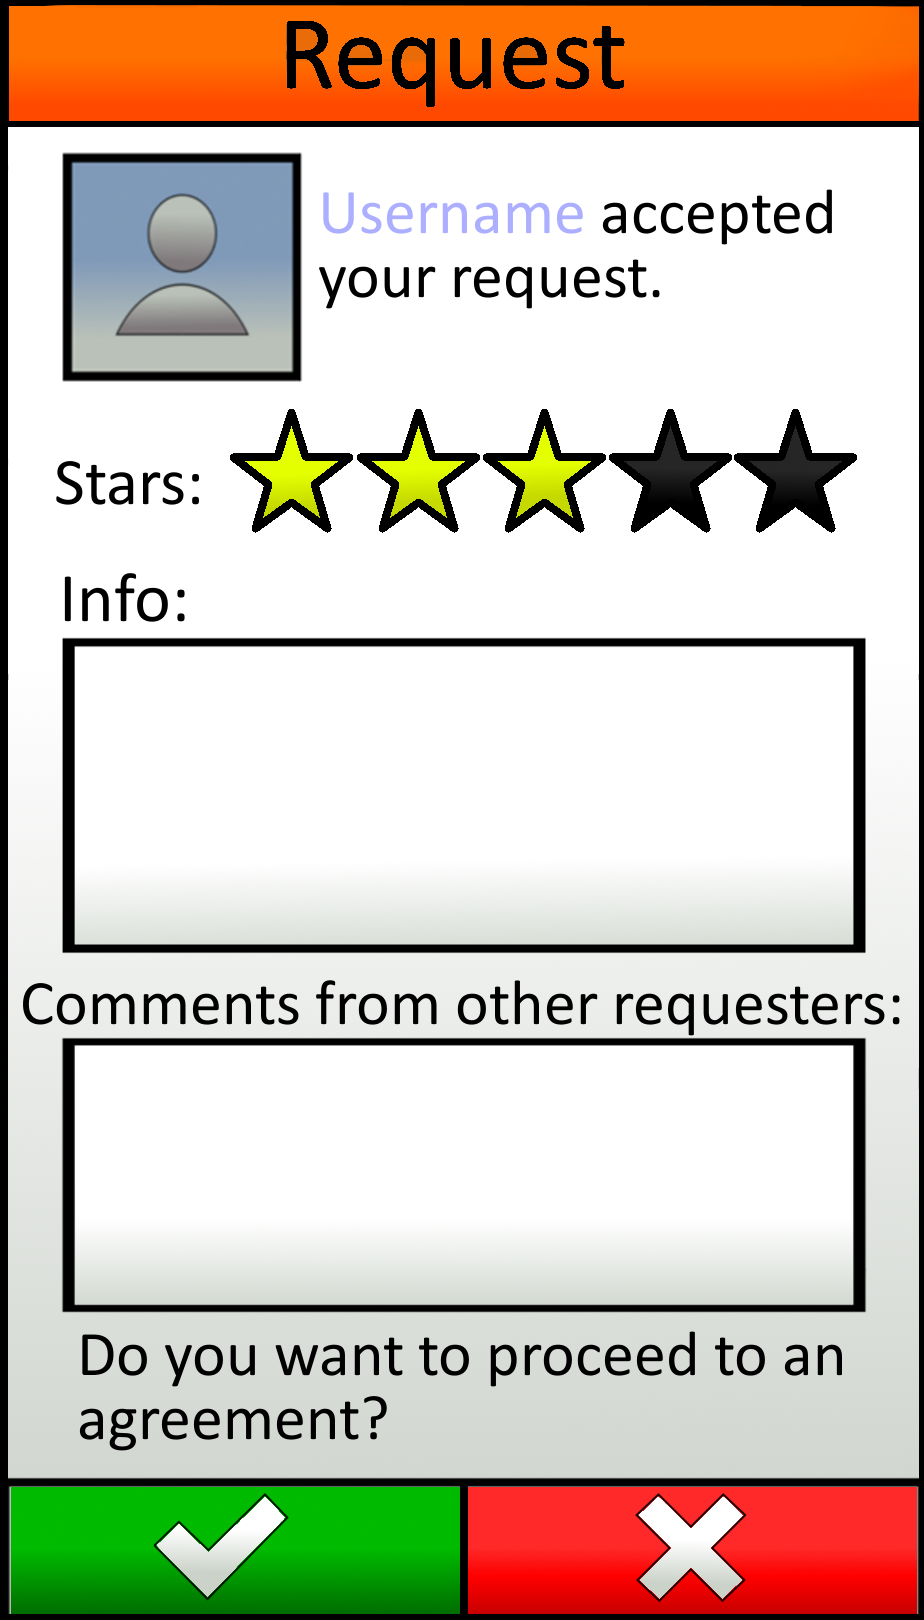 Request
Username accepted
your request.
Stars:
Info:
Comments from other requesters:
Do you want to proceed to an
agreement?